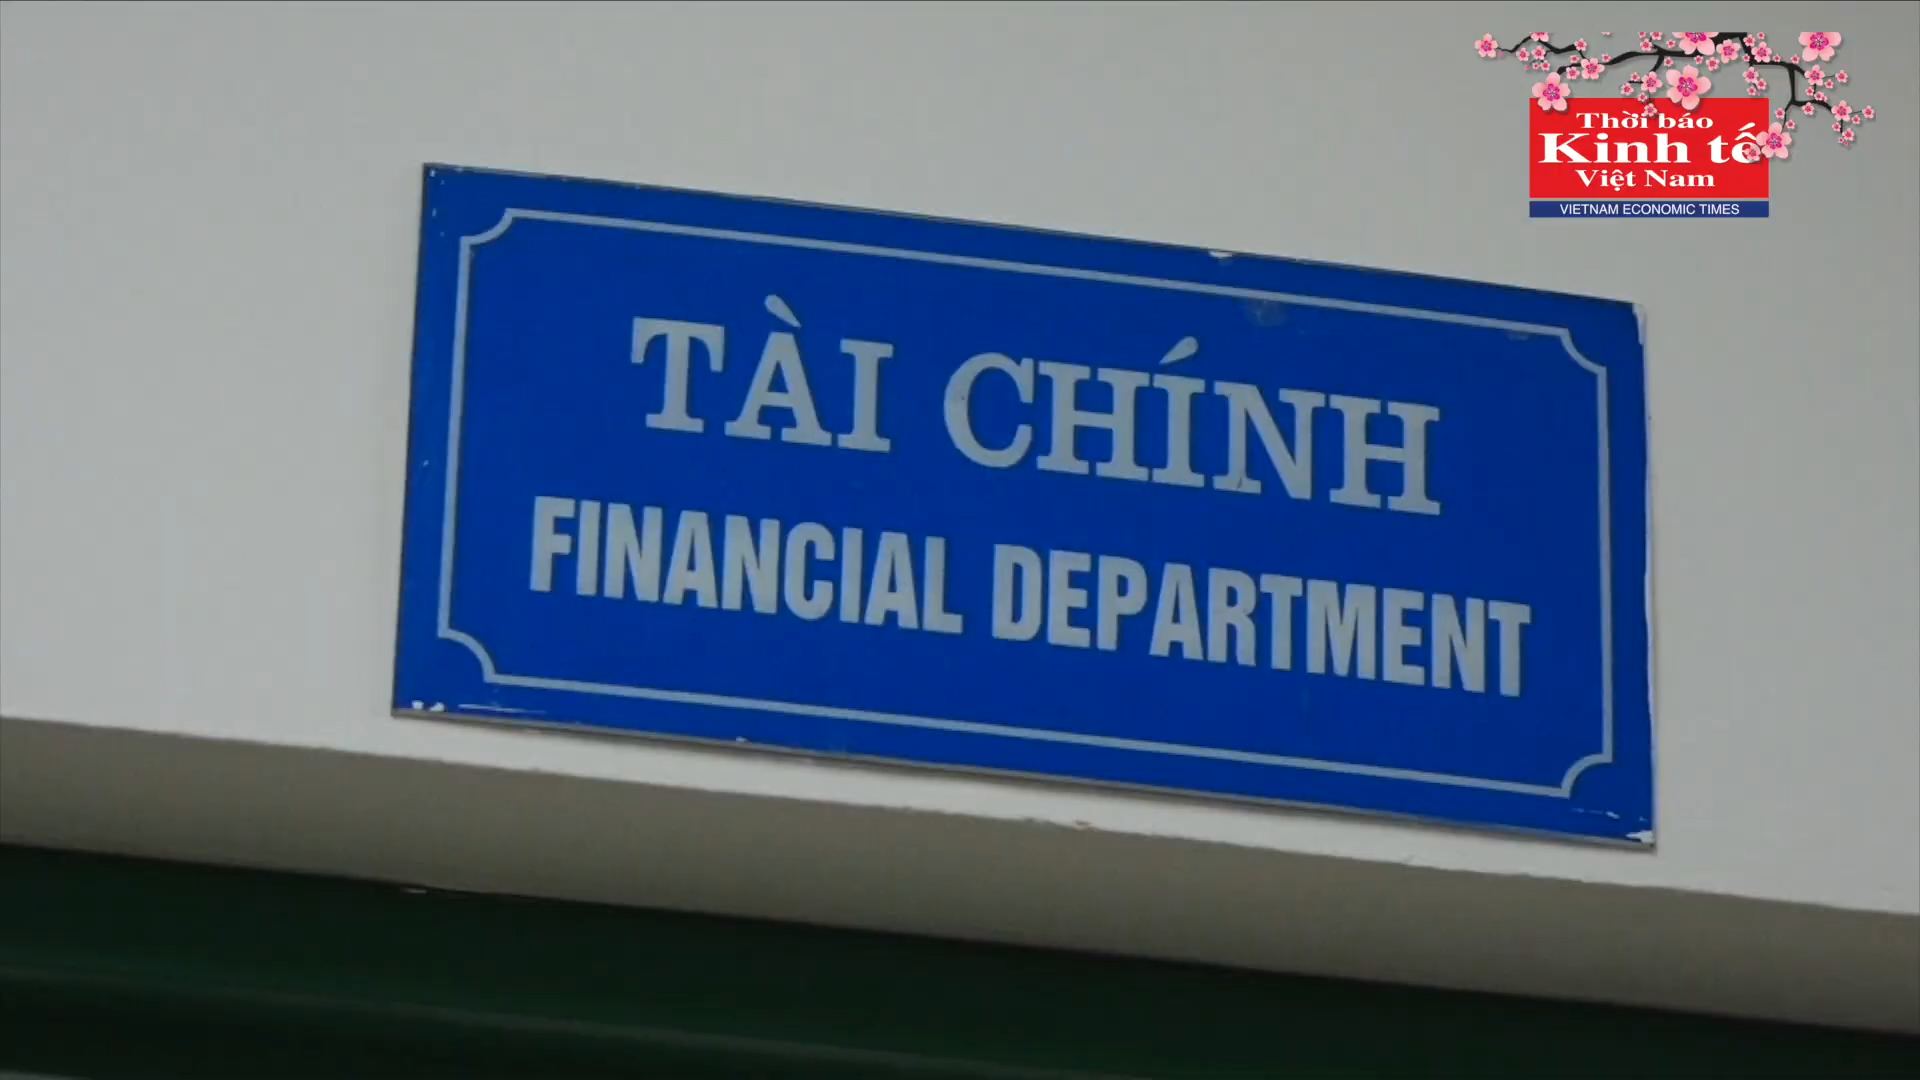 Thời báo
Kinh tế
Việt Nam
VIETNAM ECONOMIC TIMES
TÀI CHÍNH
FINANCIAL DEPARTMENT